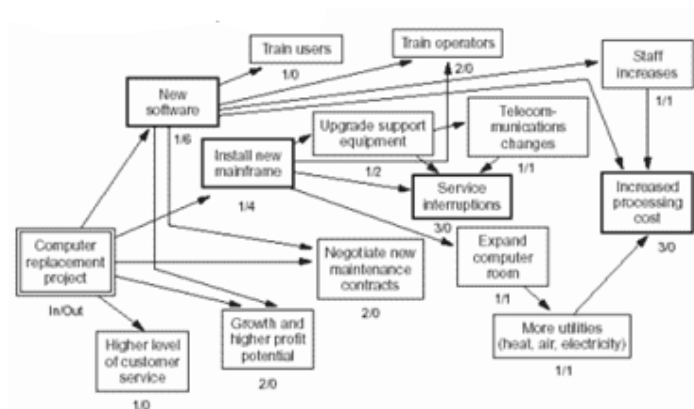 Train users
1/0
Train operators
2/0
Staff
increases
1/1
New
software
1/6
Upgrade support
equipment
1/2
Telecom-
munications
changes
1/1
Install new
mainframe
1/4
Service
interruptions
3/0
Increased
processing
cost
3/0
Computer
replacement
project
In/Out
Negotiate new
maintenance
contracts
2/0
Expand
computer
room
1/1
Higher level
of customer
service
1/0
Growth and
higher profit
potential
2/0
More utilities
(heat, air, electricity)
1/1